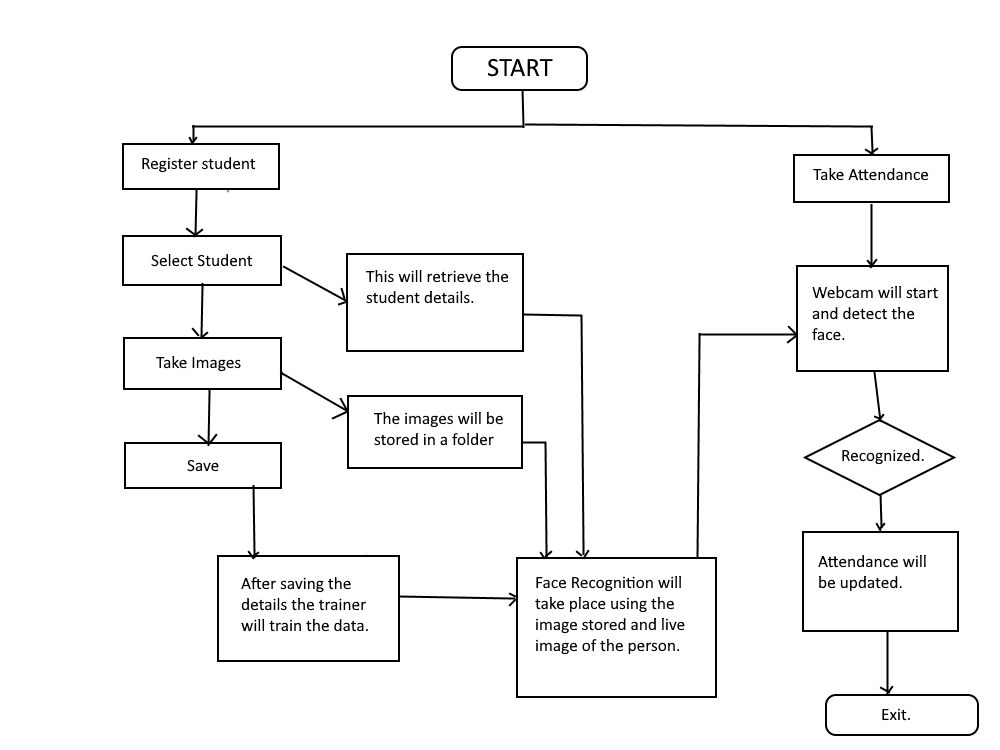 START
Register student
Take Attendance
Select Student
This will retrieve the
student details.
Webcam will start
and detect the
face.
Take Images
The images will be
stored in a folder
Save
Recognized.
After saving the
details the trainer
will train the data.
Face Recognition will
take place using the
image stored and live
image of the person.
Attendance will
be updated.
Exit.